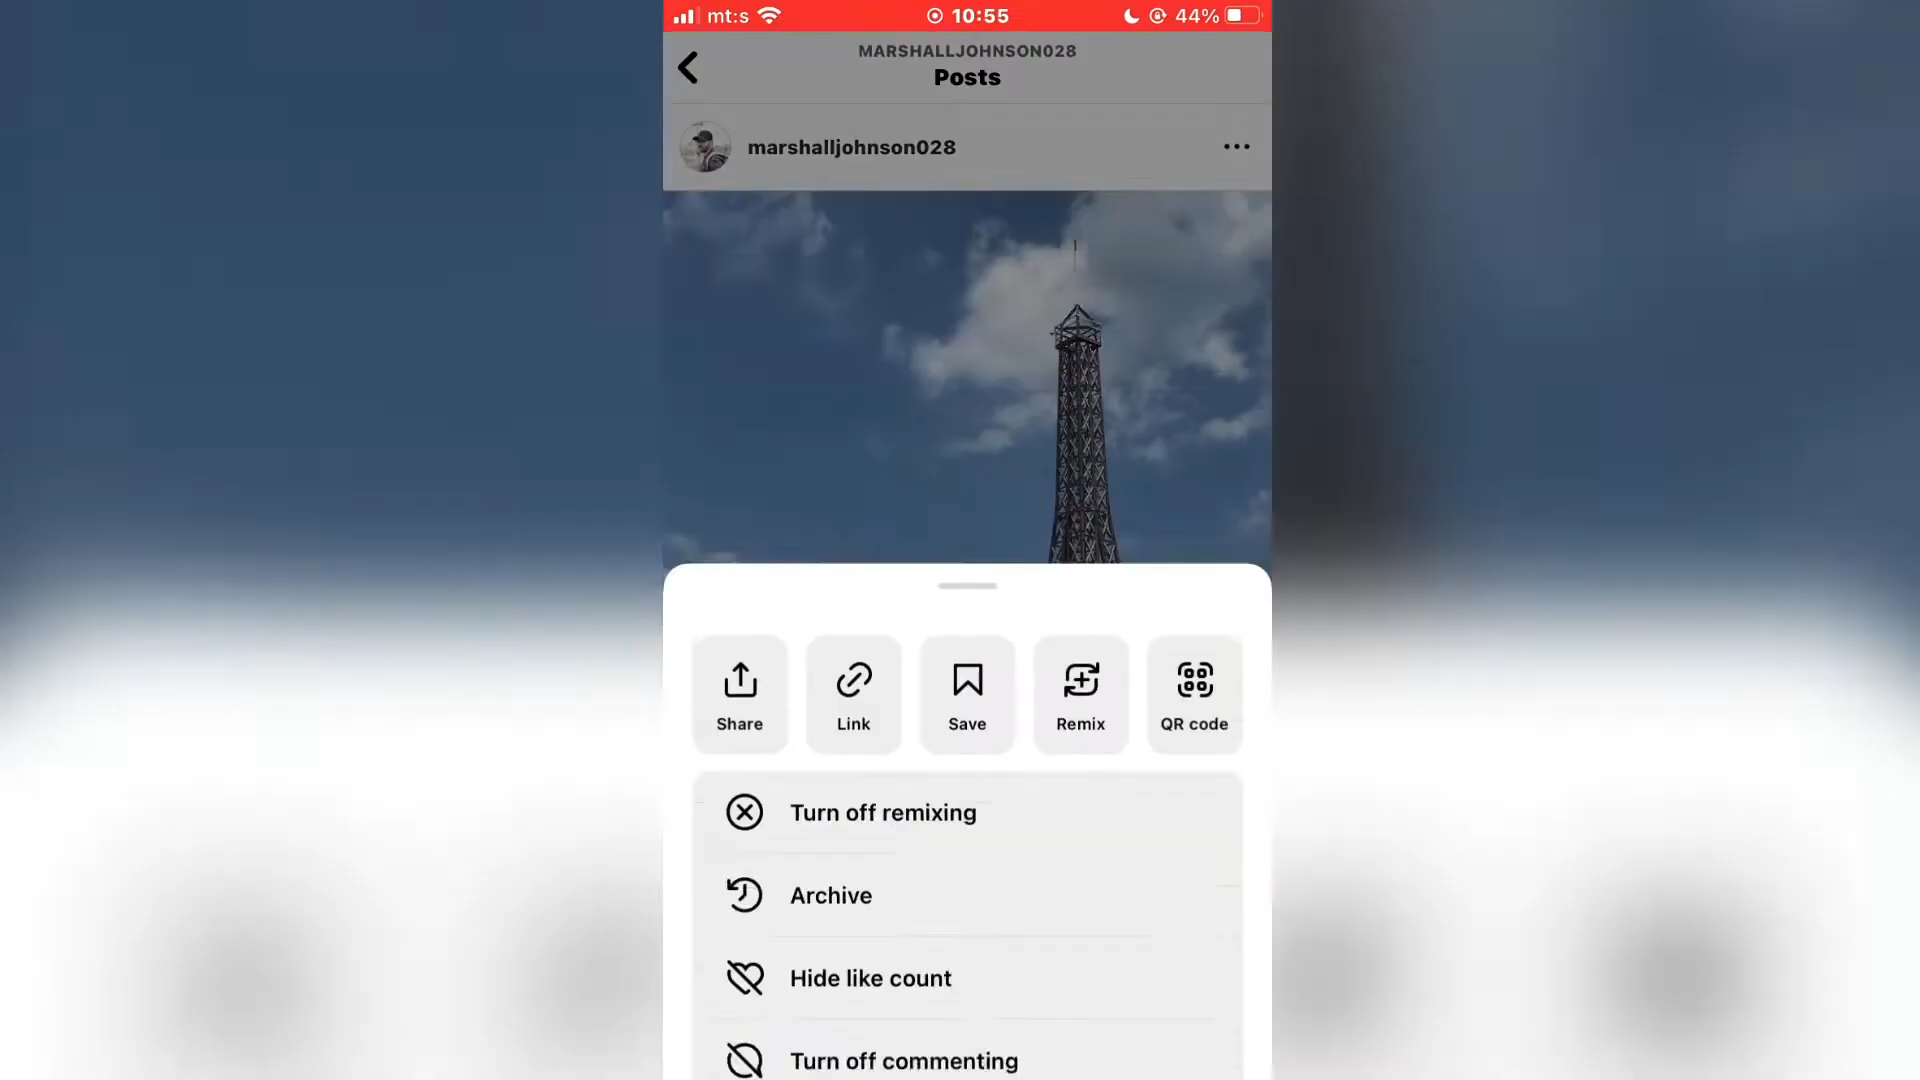 mt:s 10:55 44%
MARSHALLJOHNSON028
Posts
marshalljohnson028
Share Link Save Remix QR code
Turn off remixing
Archive
Hide like count
Turn off commenting